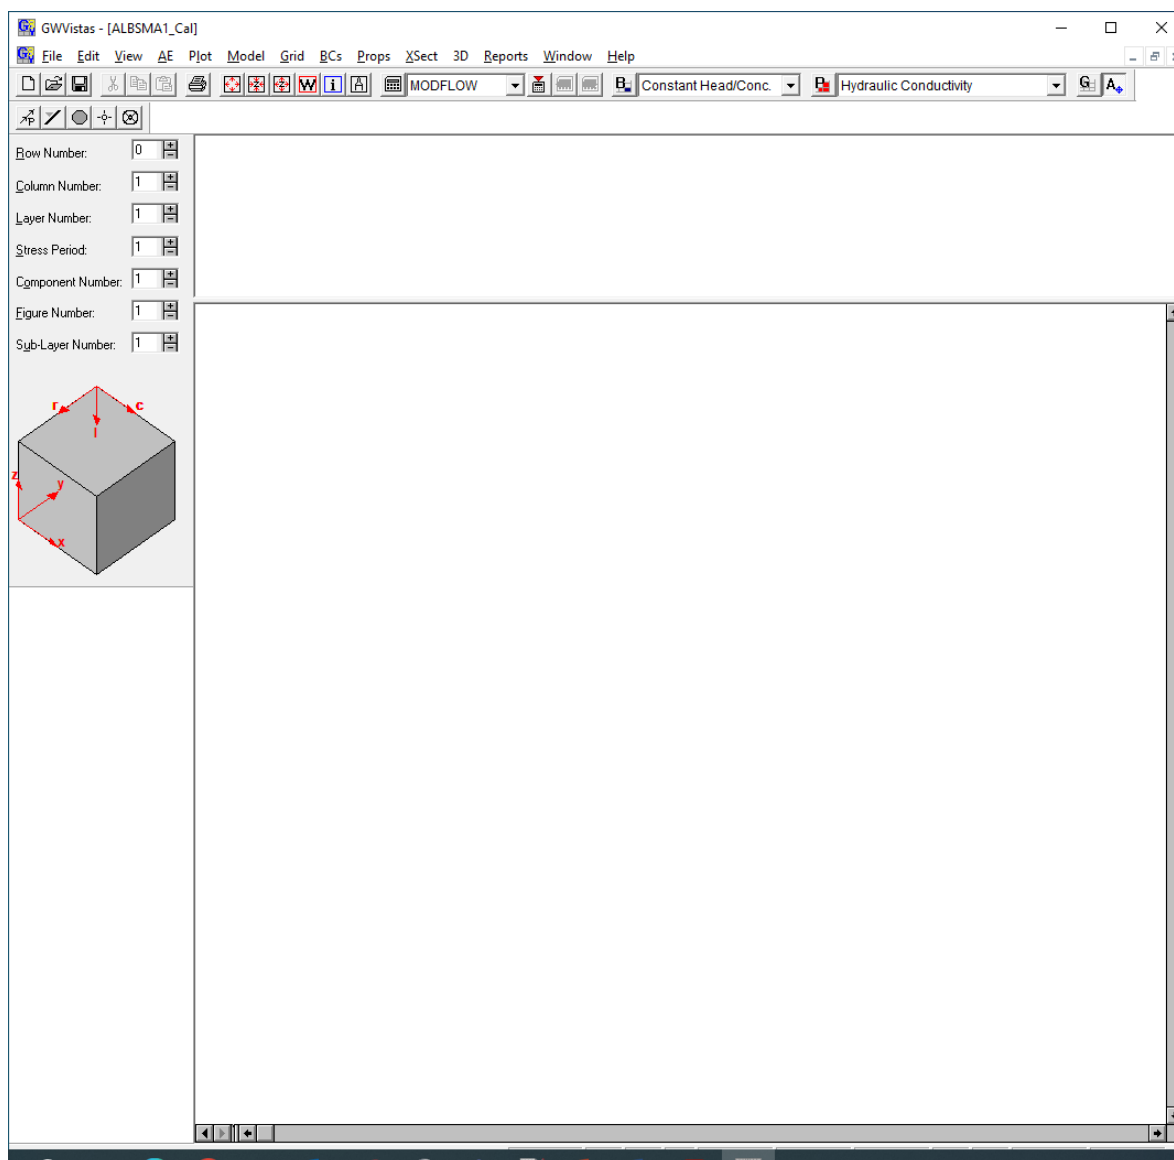 GWVistas - [ALBSMA1_Cal]
File Edit View AE Plot Model Grid BCs Props XSect 3D Reports Window Help
W i A MODFLOW B Constant Head/Conc. P Hydraulic Conductivity G A
P
Row Number: 0
Column Number: 1
Layer Number: 1
Stress Period: 1
Component Number: 1
Figure Number: 1
Sub-Layer Number: 1
r c
l
z y
x